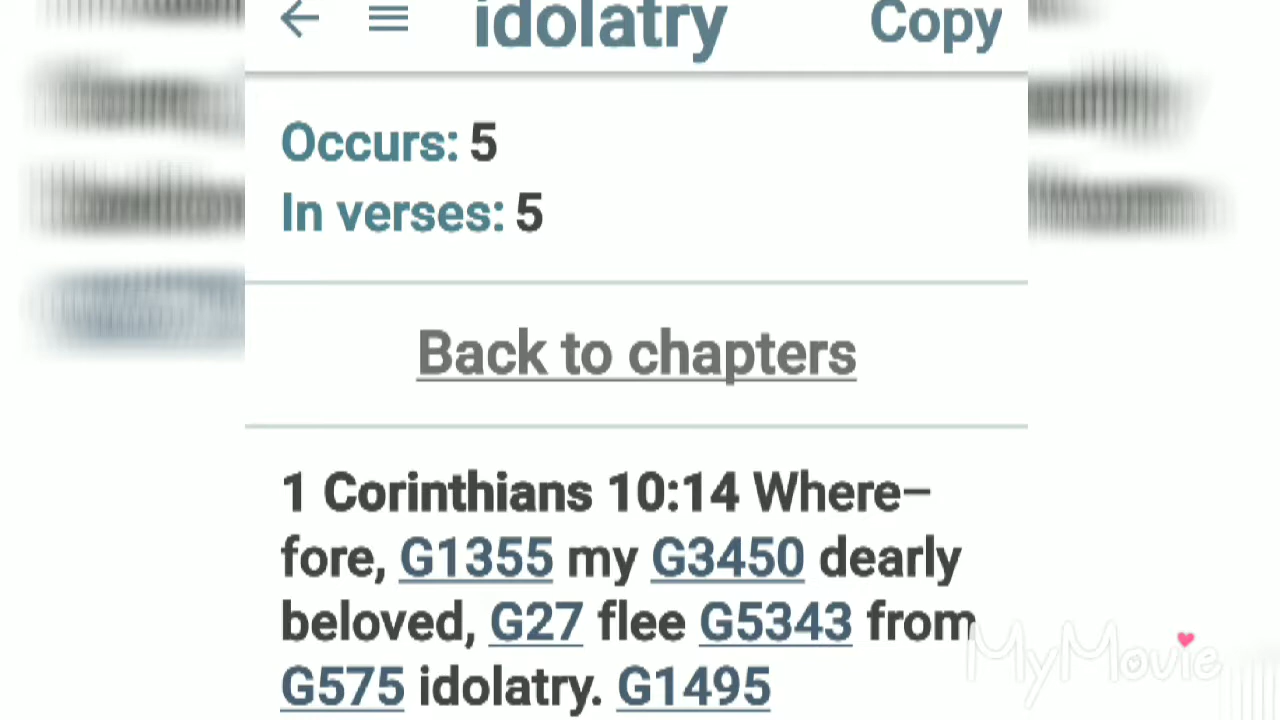 idolatry Copy
Occurs: 5
In verses: 5
Back to chapters
1 Corinthians 10:14 Where–
fore, G1355 my G3450 dearly
beloved, G27 flee G5343 from
G575 idolatry. G1495
MyMovie